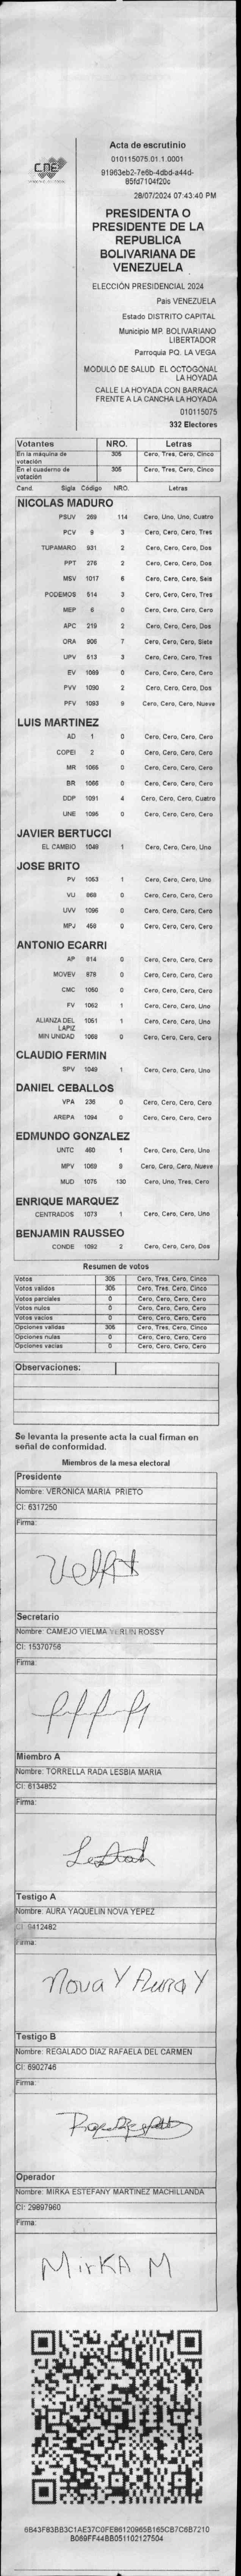 CNE
Acta de escrutinio
010115075.01.1.0001
91963eb2-7e6b-4dbd-a44d-
85fd7104f20c
28/07/2024 07:43:40 PM
PRESIDENTA O
PRESIDENTE DE LA
REPUBLICA
BOLIVARIANA DE
VENEZUELA
ELECCIÓN PRESIDENCIAL 2024
Pais VENEZUELA
Estado DISTRITO CAPITAL
Municipio MP. BOLIVARIANO
LIBERTADOR
Parroquia PQ. LA VEGA
MODULO DE SALUD EL OCTOGONAL
LA HOYADA
CALLE LA HOYADA CON BARRACA
FRENTE A LA CANCHA LA HOYADA
010115075
332 Electores
Votantes NRO. Letras
En la máquina de votación 305 Cero, Tres, Cero, Cinco
En el cuaderno de votación 305 Cero, Tres, Cero, Cinco
Cand. Sigla Código NRO. Letras
NICOLAS MADURO
PSUV 269 114 Cero, Uno, Uno, Cuatro
PCV 9 3 Cero, Cero, Cero, Tres
TUPAMARO 931 2 Cero, Cero, Cero, Dos
PPT 276 2 Cero, Cero, Cero, Dos
MSV 1017 6 Cero, Cero, Cero, Seis
PODEMOS 514 3 Cero, Cero, Cero, Tres
MEP 6 0 Cero, Cero, Cero, Cero
APC 219 2 Cero, Cero, Cero, Dos
ORA 906 7 Cero, Cero, Cero, Siete
UPV 613 3 Cero, Cero, Cero, Tres
EV 1089 0 Cero, Cero, Cero, Cero
PVV 1090 2 Cero, Cero, Cero, Dos
PFV 1093 9 Cero, Cero, Cero, Nueve
LUIS MARTINEZ
AD 1 0 Cero, Cero, Cero, Cero
COPEI 2 0 Cero, Cero, Cero, Cero
MR 1065 0 Cero, Cero, Cero, Cero
BR 1066 0 Cero, Cero, Cero, Cero
DDP 1091 4 Cero, Cero, Cero, Cuatro
UNE 1095 0 Cero, Cero, Cero, Cero
JAVIER BERTUCCI
EL CAMBIO 1048 1 Cero, Cero, Cero, Uno
JOSE BRITO
PV 1053 1 Cero, Cero, Cero, Uno
VU 868 0 Cero, Cero, Cero, Cero
UVV 1096 0 Cero, Cero, Cero, Cero
MPJ 458 0 Cero, Cero, Cero, Cero
ANTONIO ECARRI
AP 814 0 Cero, Cero, Cero, Cero
MOVEV 878 0 Cero, Cero, Cero, Cero
CMC 1050 0 Cero, Cero, Cero, Cero
FV 1062 1 Cero, Cero, Cero, Uno
ALIANZA DEL LAPIZ 1051 1 Cero, Cero, Cero, Uno
MIN UNIDAD 1068 0 Cero, Cero, Cero, Cero
CLAUDIO FERMIN
SPV 1049 1 Cero, Cero, Cero, Uno
DANIEL CEBALLOS
VPA 236 0 Cero, Cero, Cero, Cero
AREPA 1094 0 Cero, Cero, Cero, Cero
EDMUNDO GONZALEZ
UNTC 460 1 Cero, Cero, Cero, Uno
MPV 1069 9 Cero, Cero, Cero, Nueve
MUD 1075 130 Cero, Uno, Tres, Cero
ENRIQUE MARQUEZ
CENTRADOS 1073 1 Cero, Cero, Cero, Uno
BENJAMIN RAUSSEO
CONDE 1092 2 Cero, Cero, Cero, Dos
Resumen de votos
Votos 305 Cero, Tres, Cero, Cinco
Votos validos 305 Cero, Tres, Cero, Cinco
Votos parciales 0 Cero, Cero, Cero, Cero
Votos nulos 0 Cero, Cero, Cero, Cero
Votos vacios 0 Cero, Cero, Cero, Cero
Opciones validas 305 Cero, Tres, Cero, Cinco
Opciones nulas 0 Cero, Cero, Cero, Cero
Opciones vacias 0 Cero, Cero, Cero, Cero
Observaciones:
Se levanta la presente acta la cual firman en
señal de conformidad.
Miembros de la mesa electoral
Presidente
Nombre: VERONICA MARIA PRIETO
CI: 6317250
Firma:
Secretario
Nombre: CAMEJO VIELMA YERLIN ROSSY
CI: 15370756
Firma:
Miembro A
Nombre: TORRELLA RADA LESBIA MARIA
CI: 6134852
Firma:
Testigo A
Nombre: AURA YAQUELIN NOVA YEPEZ
CI: 6412482
Firma:
Nova Y Aura Y
Testigo B
Nombre: REGALADO DIAZ RAFAELA DEL CARMEN
CI: 6902746
Firma:
Operador
Nombre: MIRKA ESTEFANY MARTINEZ MACHILLANDA
CI: 29897960
Firma:
MirKA M
6B43F83BB3C1AE37C0FE86120965B165CB7C6B7210
B089FF44BB051102127504